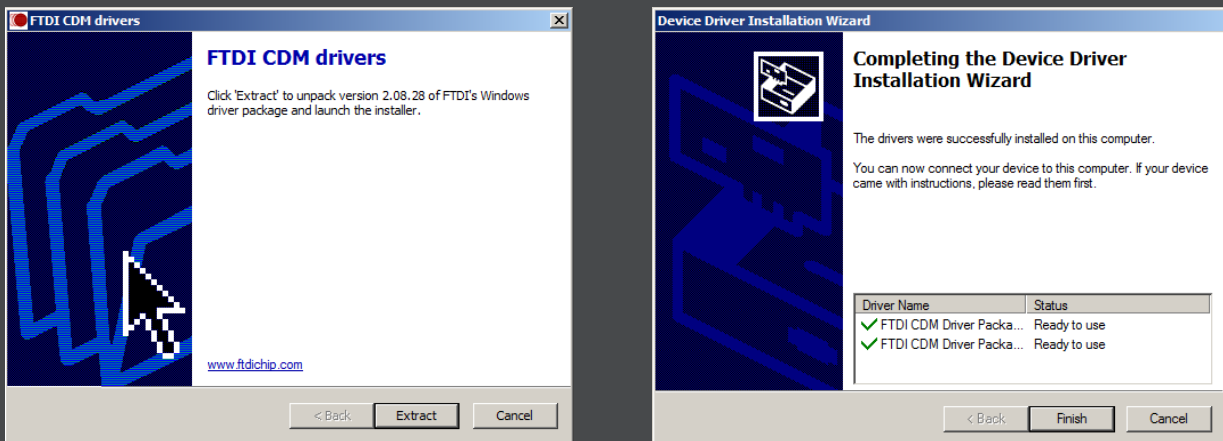 FTDI CDM drivers
FTDI CDM drivers
Click 'Extract' to unpack version 2.08.28 of FTDI's Windows
driver package and launch the installer.
www.ftdichip.com
< Back
Extract
Cancel
Device Driver Installation Wizard
Completing the Device Driver
Installation Wizard
The drivers were successfully installed on this computer.
You can now connect your device to this computer. If your device
came with instructions, please read them first.
Driver Name Status
FTDI CDM Driver Packa... Ready to use
FTDI CDM Driver Packa... Ready to use
< Back
Finish
Cancel